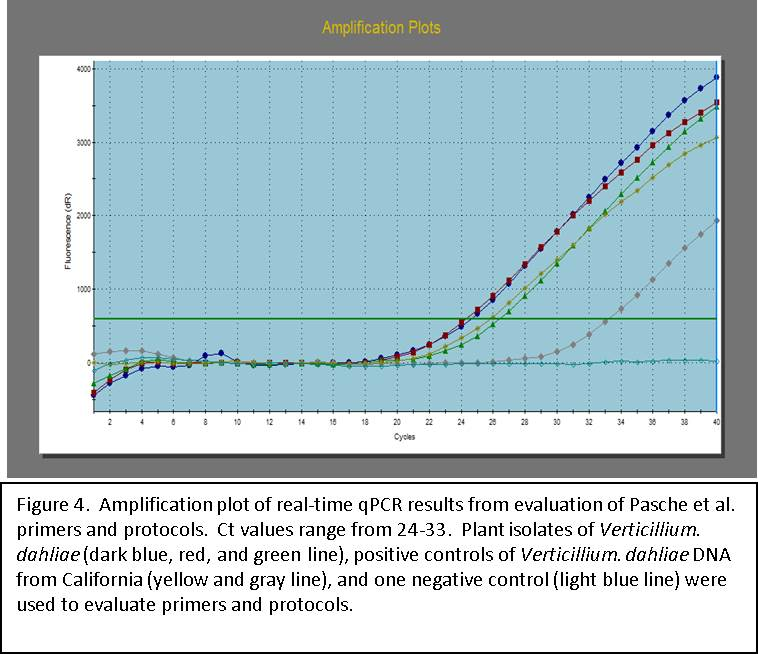 Amplification Plots
Fluorescence (dR)
4000
3000
2000
1000
0
2 4 6 8 10 12 14 16 18 20 22 24 26 28 30 32 34 36 38 40
Cycles
Figure 4.  Amplification plot of real-time qPCR results from evaluation of Pasche et al.
primers and protocols.  Ct values range from 24-33.  Plant isolates of Verticillium.
dahliae (dark blue, red, and green line), positive controls of Verticillium. dahliae DNA
from California (yellow and gray line), and one negative control (light blue line) were
used to evaluate primers and protocols.